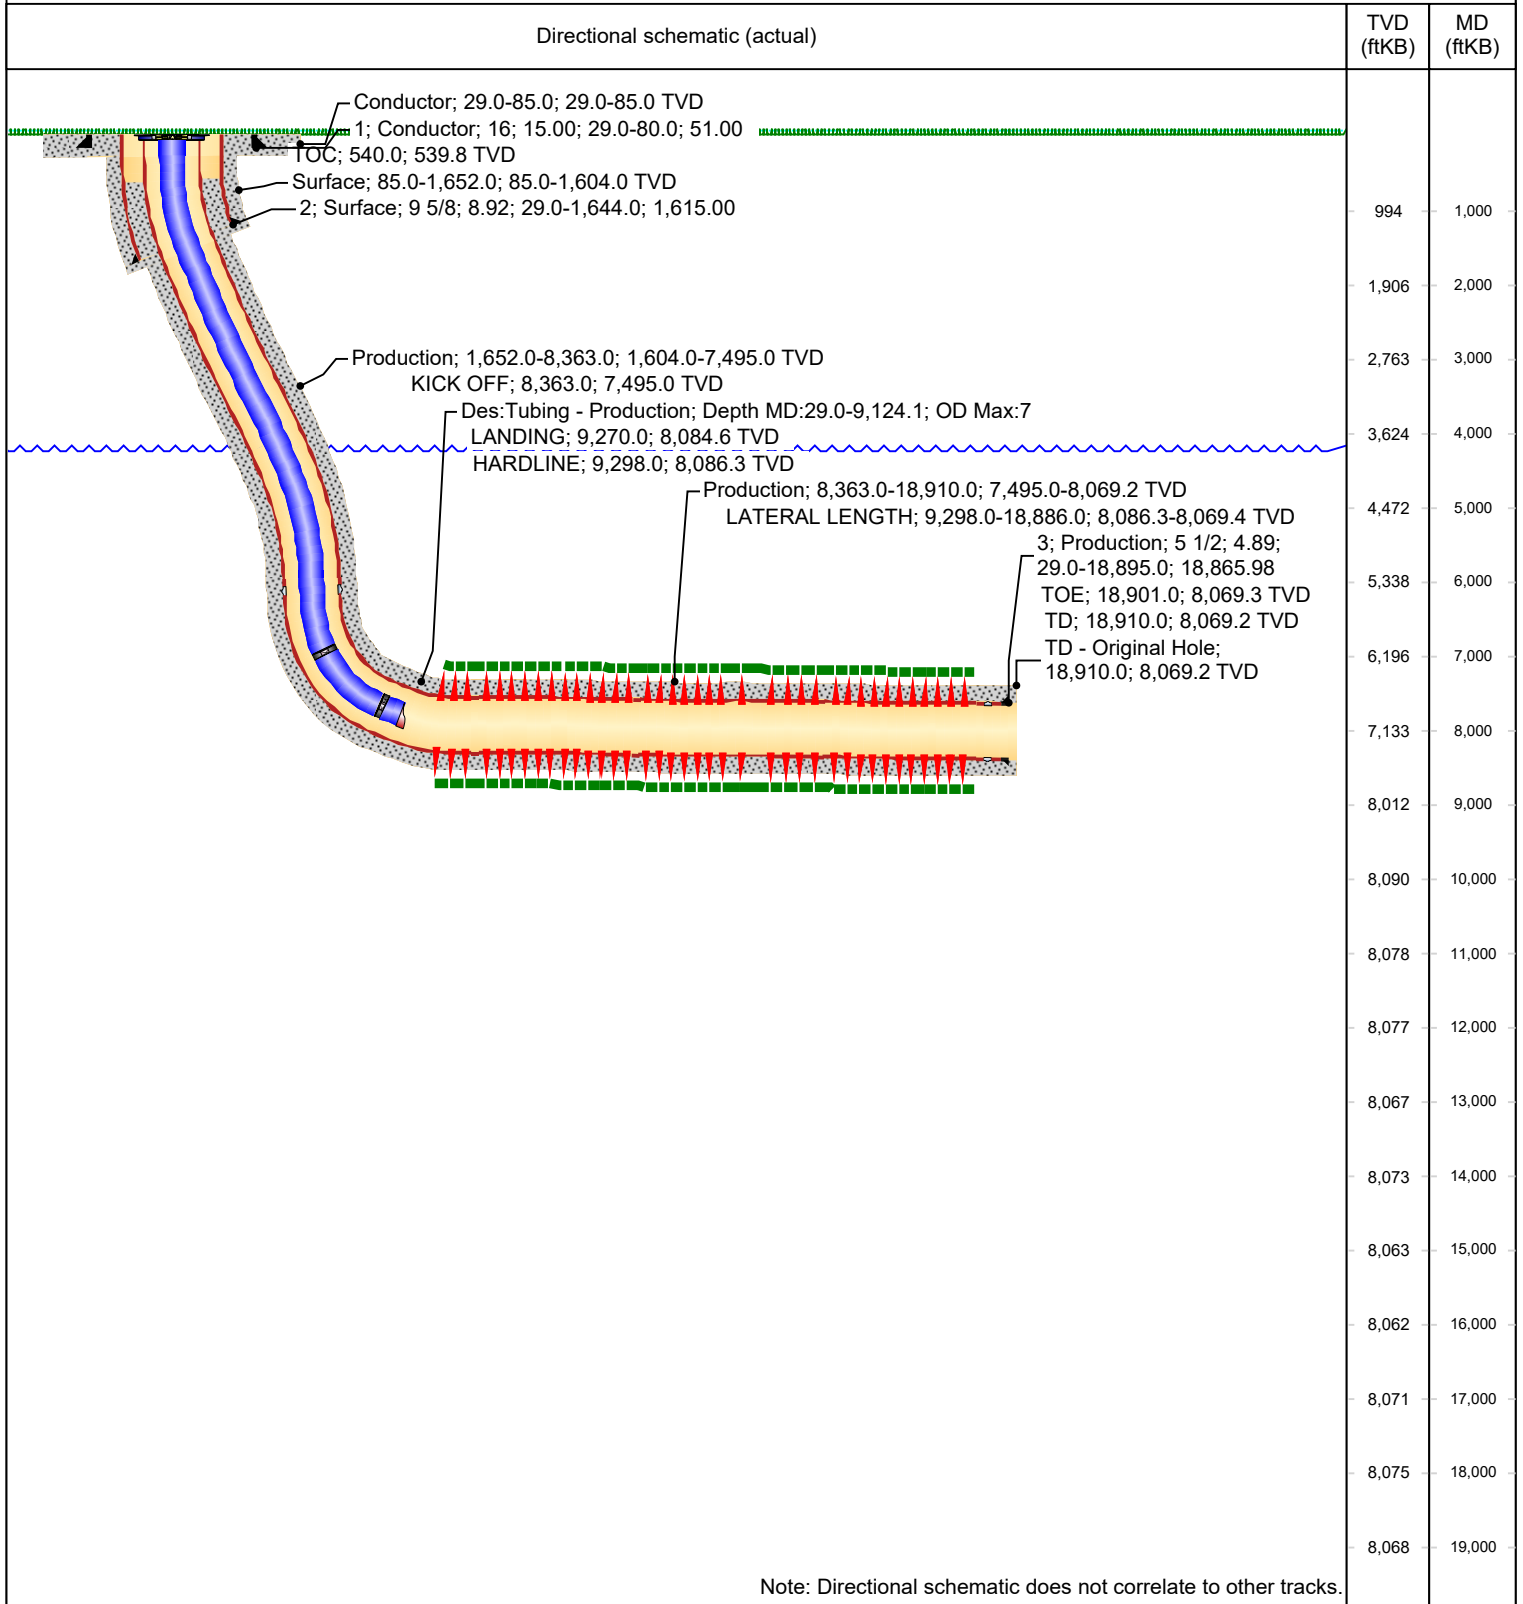 Directional schematic (actual)
TVD
(ftKB)
MD
(ftKB)
Conductor; 29.0-85.0; 29.0-85.0 TVD
1; Conductor; 16; 15.00; 29.0-80.0; 51.00
TOC; 540.0; 539.8 TVD
Surface; 85.0-1,652.0; 85.0-1,604.0 TVD
2; Surface; 9 5/8; 8.92; 29.0-1,644.0; 1,615.00
994 1,000
1,906 2,000
Production; 1,652.0-8,363.0; 1,604.0-7,495.0 TVD
2,763 3,000
KICK OFF; 8,363.0; 7,495.0 TVD
Des:Tubing - Production; Depth MD:29.0-9,124.1; OD Max:7
LANDING; 9,270.0; 8,084.6 TVD
3,624 4,000
HARDLINE; 9,298.0; 8,086.3 TVD
Production; 8,363.0-18,910.0; 7,495.0-8,069.2 TVD
4,472 5,000
LATERAL LENGTH; 9,298.0-18,886.0; 8,086.3-8,069.4 TVD
3; Production; 5 1/2; 4.89;
29.0-18,895.0; 18,865.98
5,338 6,000
TOE; 18,901.0; 8,069.3 TVD
TD; 18,910.0; 8,069.2 TVD
TD - Original Hole;
18,910.0; 8,069.2 TVD
6,196 7,000
7,133 8,000
8,012 9,000
8,090 10,000
8,078 11,000
8,077 12,000
8,067 13,000
8,073 14,000
8,063 15,000
8,062 16,000
8,071 17,000
8,075 18,000
8,068 19,000
Note: Directional schematic does not correlate to other tracks.